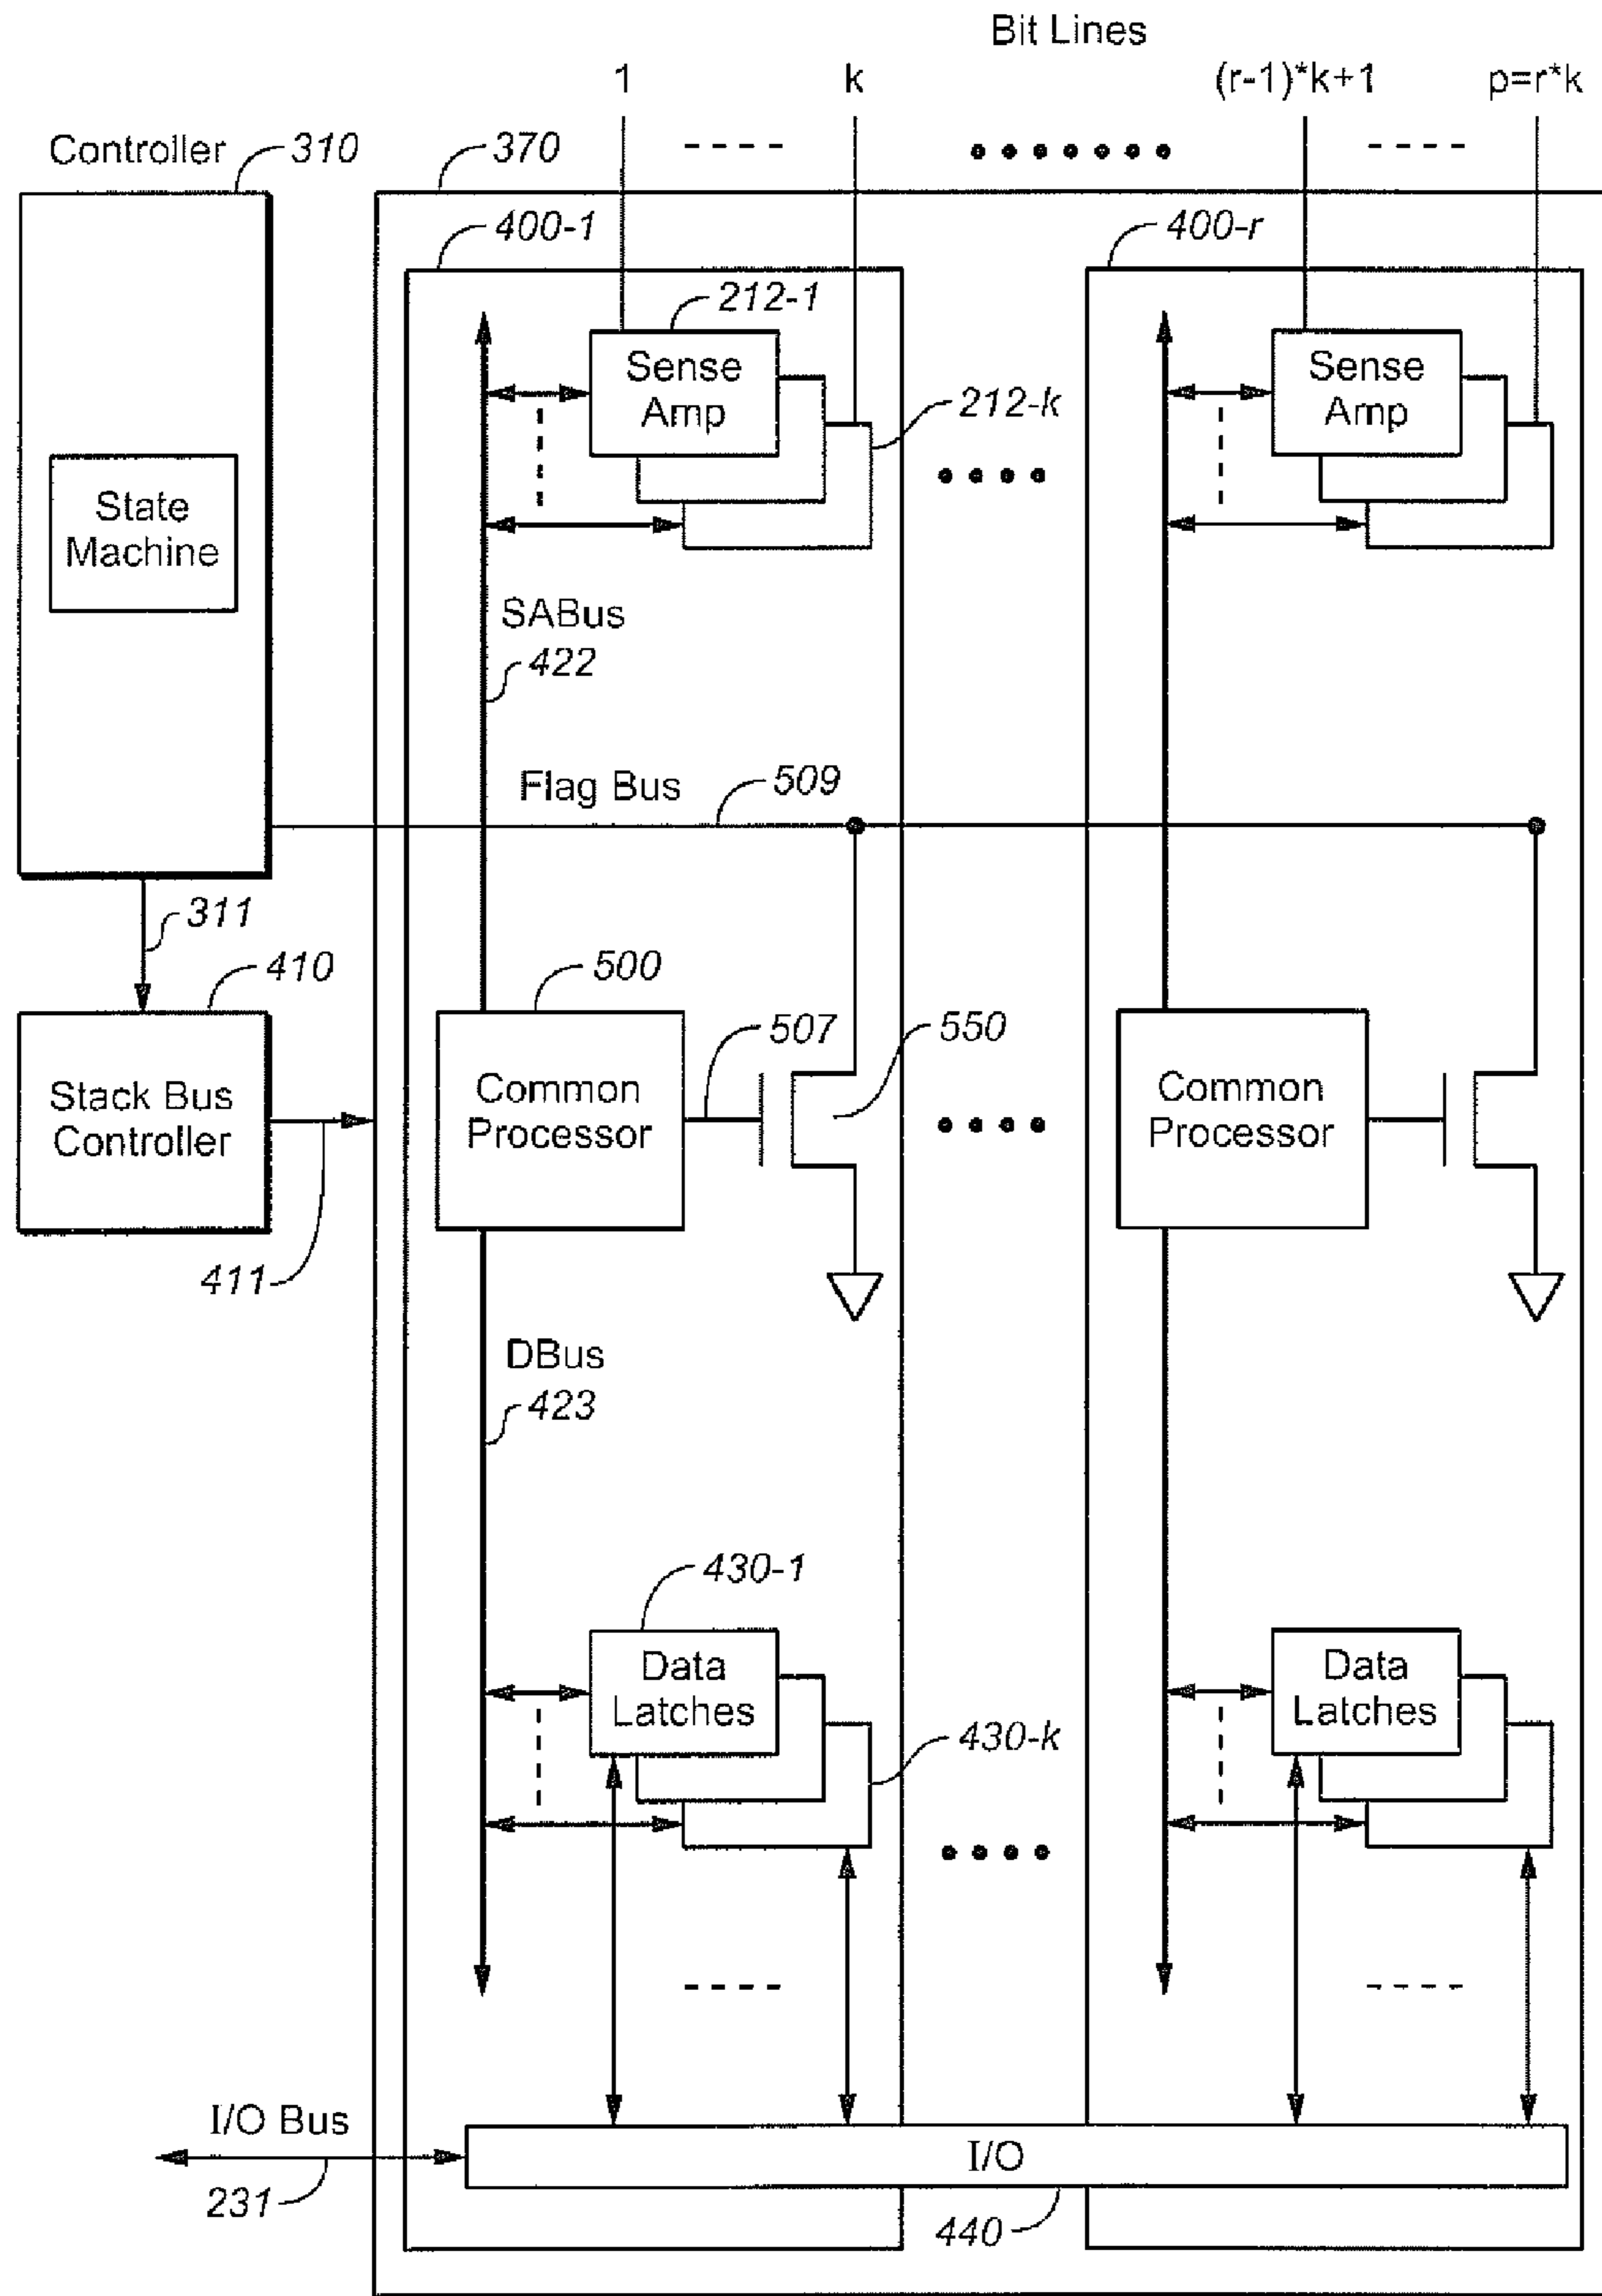 Bit Lines
1
k
(r-1)*k+1
p=r*k
Controller
310
370
400-1
400-r
212-1
Sense
Amp
212-k
Sense
Amp
State
Machine
SABus
422
Flag Bus
509
311
410
500
507
550
Stack Bus
Controller
Common
Processor
Common
Processor
411
DBus
423
430-1
Data
Latches
430-k
Data
Latches
I/O Bus
231
I/O
440